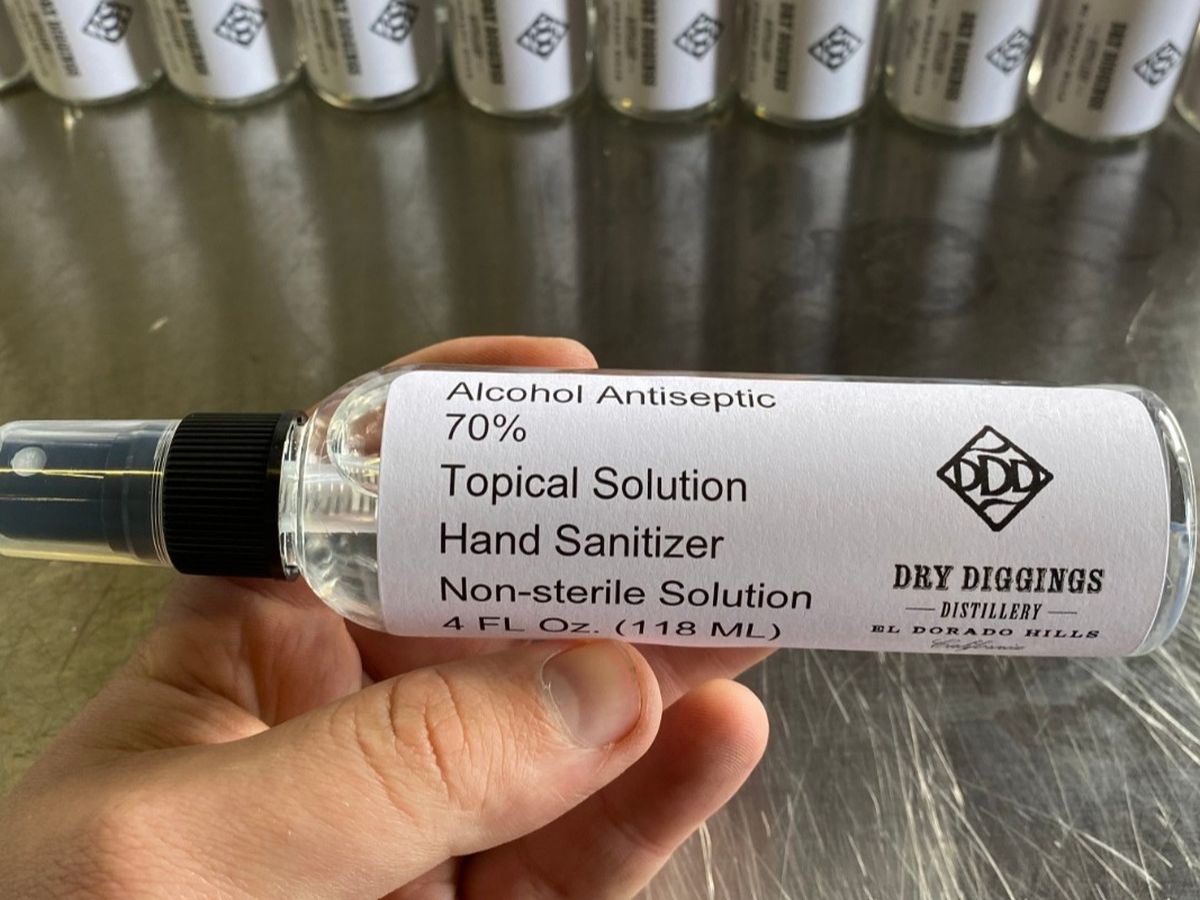 Alcohol Antiseptic
70%
Topical Solution
Hand Sanitizer
Non-sterile Solution
4 FL Oz. (118 ML)
DDD
DRY DIGGINGS
DISTILLERY
EL DORADO HILLS
California